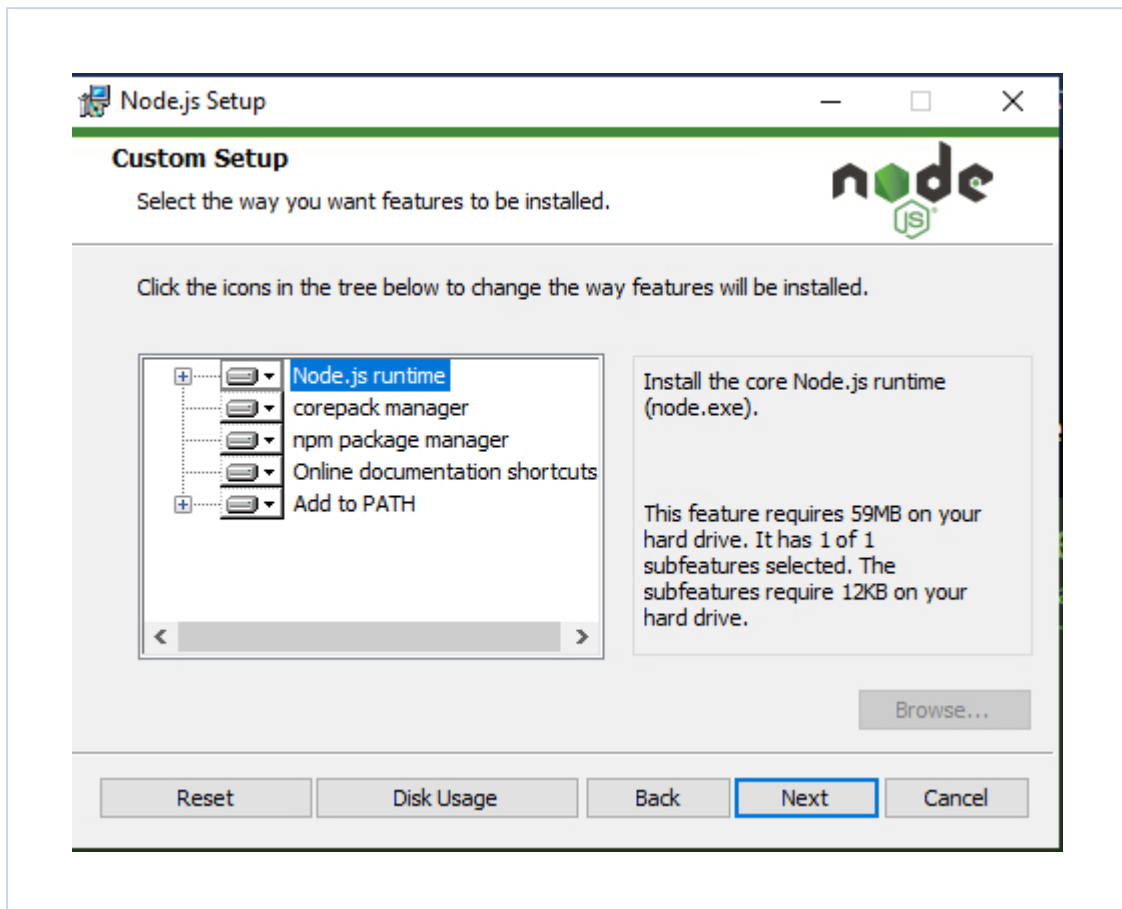 Node.js Setup
Custom Setup
Select the way you want features to be installed.
node
JS
Click the icons in the tree below to change the way features will be installed.
Node.js runtime
corepack manager
npm package manager
Online documentation shortcuts
Add to PATH
Install the core Node.js runtime
(node.exe).
This feature requires 59MB on your
hard drive. It has 1 of 1
subfeatures selected. The
subfeatures require 12KB on your
hard drive.
Browse...
Reset
Disk Usage
Back
Next
Cancel